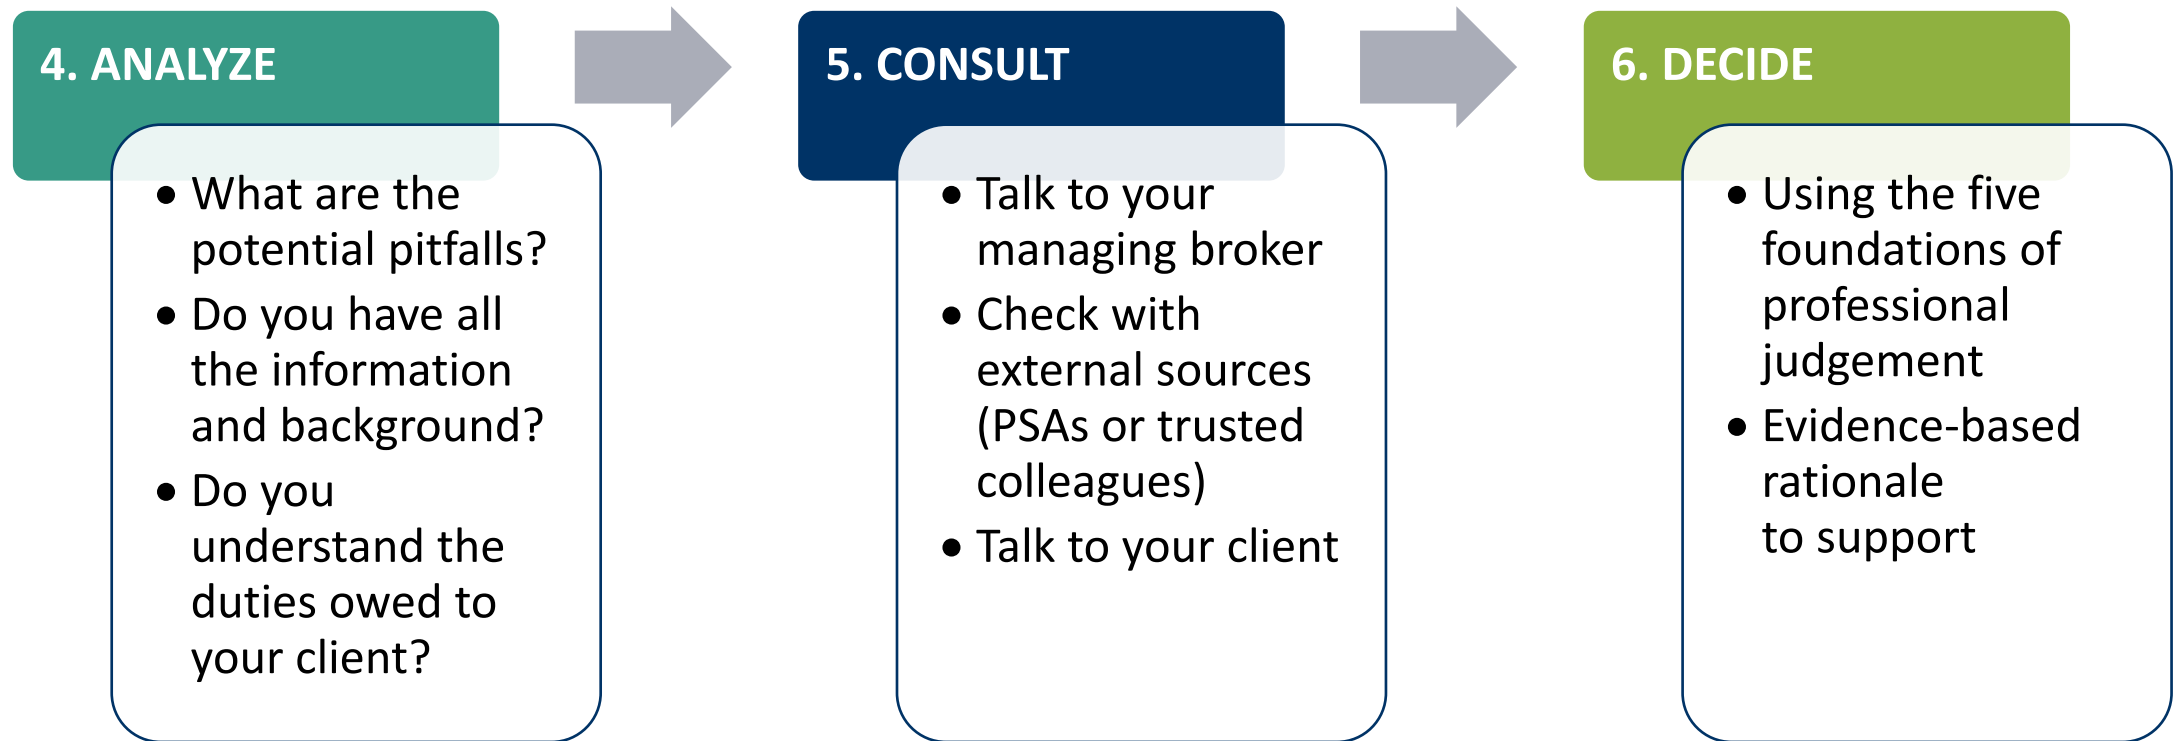 4. ANALYZE
• What are the
potential pitfalls?
• Do you have all
the information
and background?
• Do you
understand the
duties owed to
your client?
5. CONSULT
• Talk to your
managing broker
• Check with
external sources
(PSAs or trusted
colleagues)
• Talk to your client
6. DECIDE
• Using the five
foundations of
professional
judgement
• Evidence-based
rationale
to support